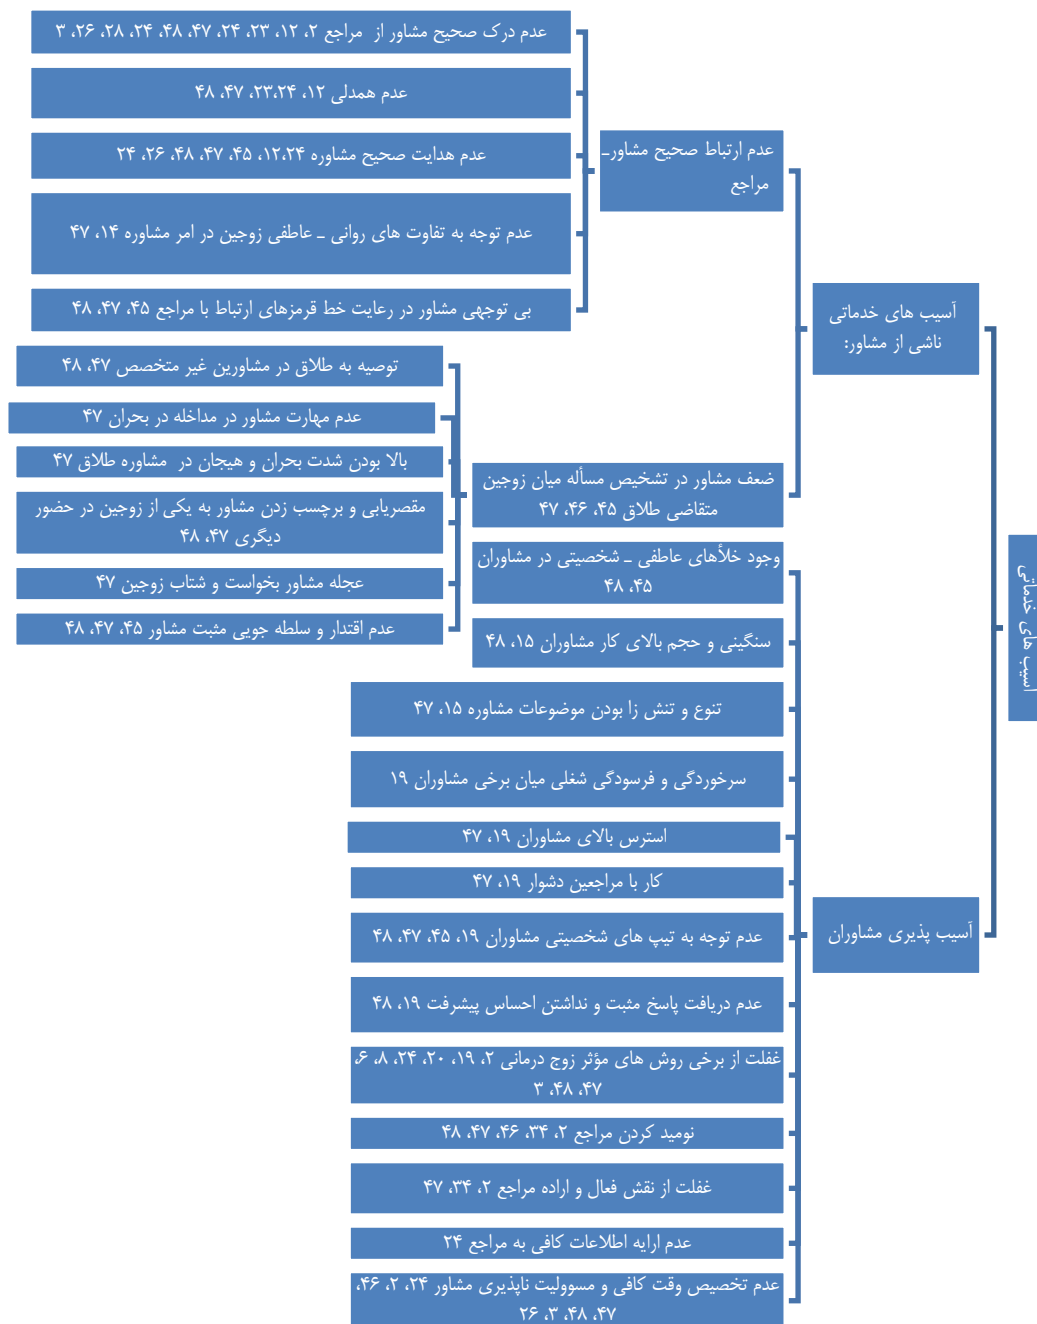 آسیب های خدماتی
آسیب های خدماتی
ناشی از مشاور:
عدم ارتباط صحیح مشاور_
مراجع
عدم درک صحیح مشاور از مراجع ۲، ۱۲، ۲۳، ۲۴، ۴۷، ۴۸، ۲۴، ۲۸، ۲۶، ۳
عدم همدلی ۱۲، ۲۳،۲۴، ۴۷، ۴۸
عدم هدایت صحیح مشاوره ۱۲،۲۴، ۴۵، ۴۷، ۴۸، ۲۶، ۲۴
عدم توجه به تفاوت های روانی _ عاطفی زوجین در امر مشاوره ۱۴، ۴۷
بی توجهی مشاور در رعایت خط قرمزهای ارتباط با مراجع ۴۵، ۴۷، ۴۸
ضعف مشاور در تشخیص مسأله میان زوجین
متقاضی طلاق ۴۵، ۴۶، ۴۷
توصیه به طلاق در مشاورین غیر متخصص ۴۷، ۴۸
عدم مهارت مشاور در مداخله در بحران ۴۷
بالا بودن شدت بحران و هیجان در مشاوره طلاق ۴۷
مقصریابی و برچسب زدن مشاور به یکی از زوجین در حضور
دیگری ۴۷، ۴۸
عجله مشاور بخواست و شتاب زوجین ۴۷
عدم اقتدار و سلطه جویی مثبت مشاور ۴۵، ۴۷، ۴۸
آسیب پذیری مشاوران
وجود خلأهای عاطفی _ شخصیتی در مشاوران
۴۵، ۴۸
سنگینی و حجم بالای کار مشاوران ۱۵، ۴۸
تنوع و تنش زا بودن موضوعات مشاوره ۱۵، ۴۷
سرخوردگی و فرسودگی شغلی میان برخی مشاوران ۱۹
استرس بالای مشاوران ۱۹، ۴۷
کار با مراجعین دشوار ۱۹، ۴۷
عدم توجه به تیپ های شخصیتی مشاوران ۱۹، ۴۵، ۴۷، ۴۸
عدم دریافت پاسخ مثبت و نداشتن احساس پیشرفت ۱۹، ۴۸
غفلت از برخی روش های مؤثر زوج درمانی ۲، ۱۹، ۲۰، ۲۴، ۸، ۶،
۴۷، ۴۸، ۳
نومید کردن مراجع ۲، ۳۴، ۴۶، ۴۷، ۴۸
غفلت از نقش فعال و اراده مراجع ۲، ۳۴، ۴۷
عدم ارایه اطلاعات کافی به مراجع ۲۴
عدم تخصیص وقت کافی و مسوولیت ناپذیری مشاور ۲۴، ۲، ۴۶،
۴۷، ۴۸، ۳، ۲۶